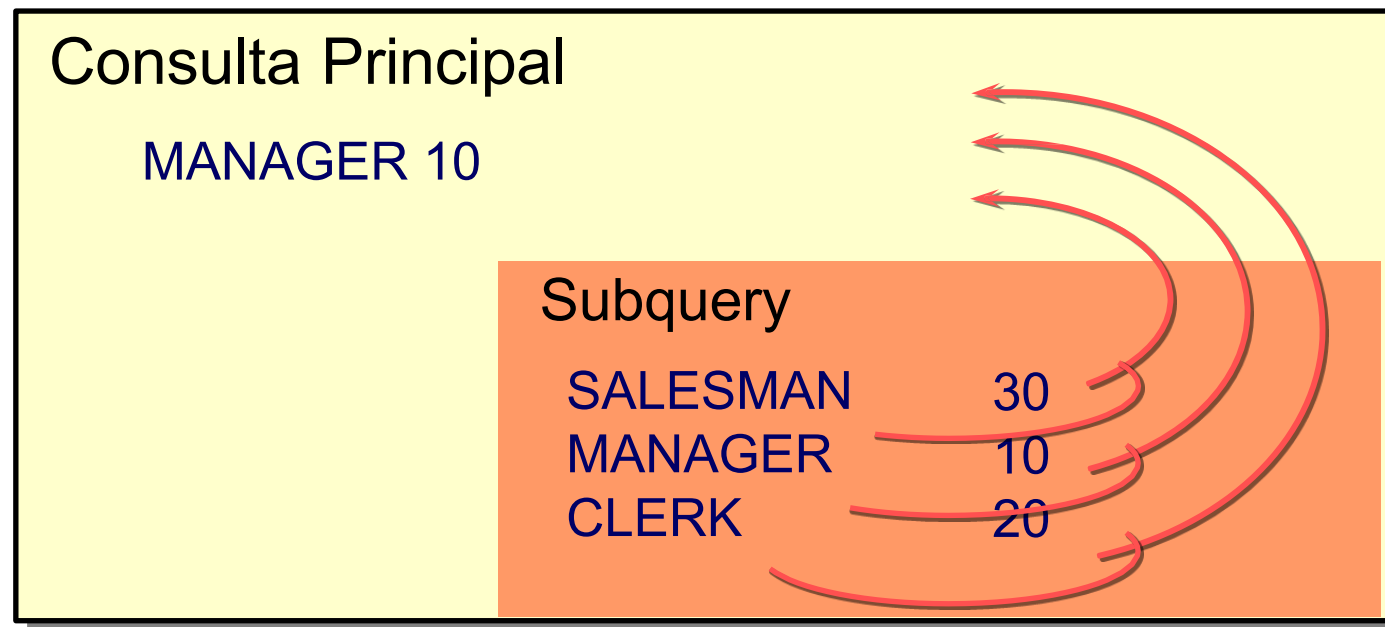 Consulta Principal
MANAGER 10
Subquery
SALESMAN 30
MANAGER 10
CLERK 20